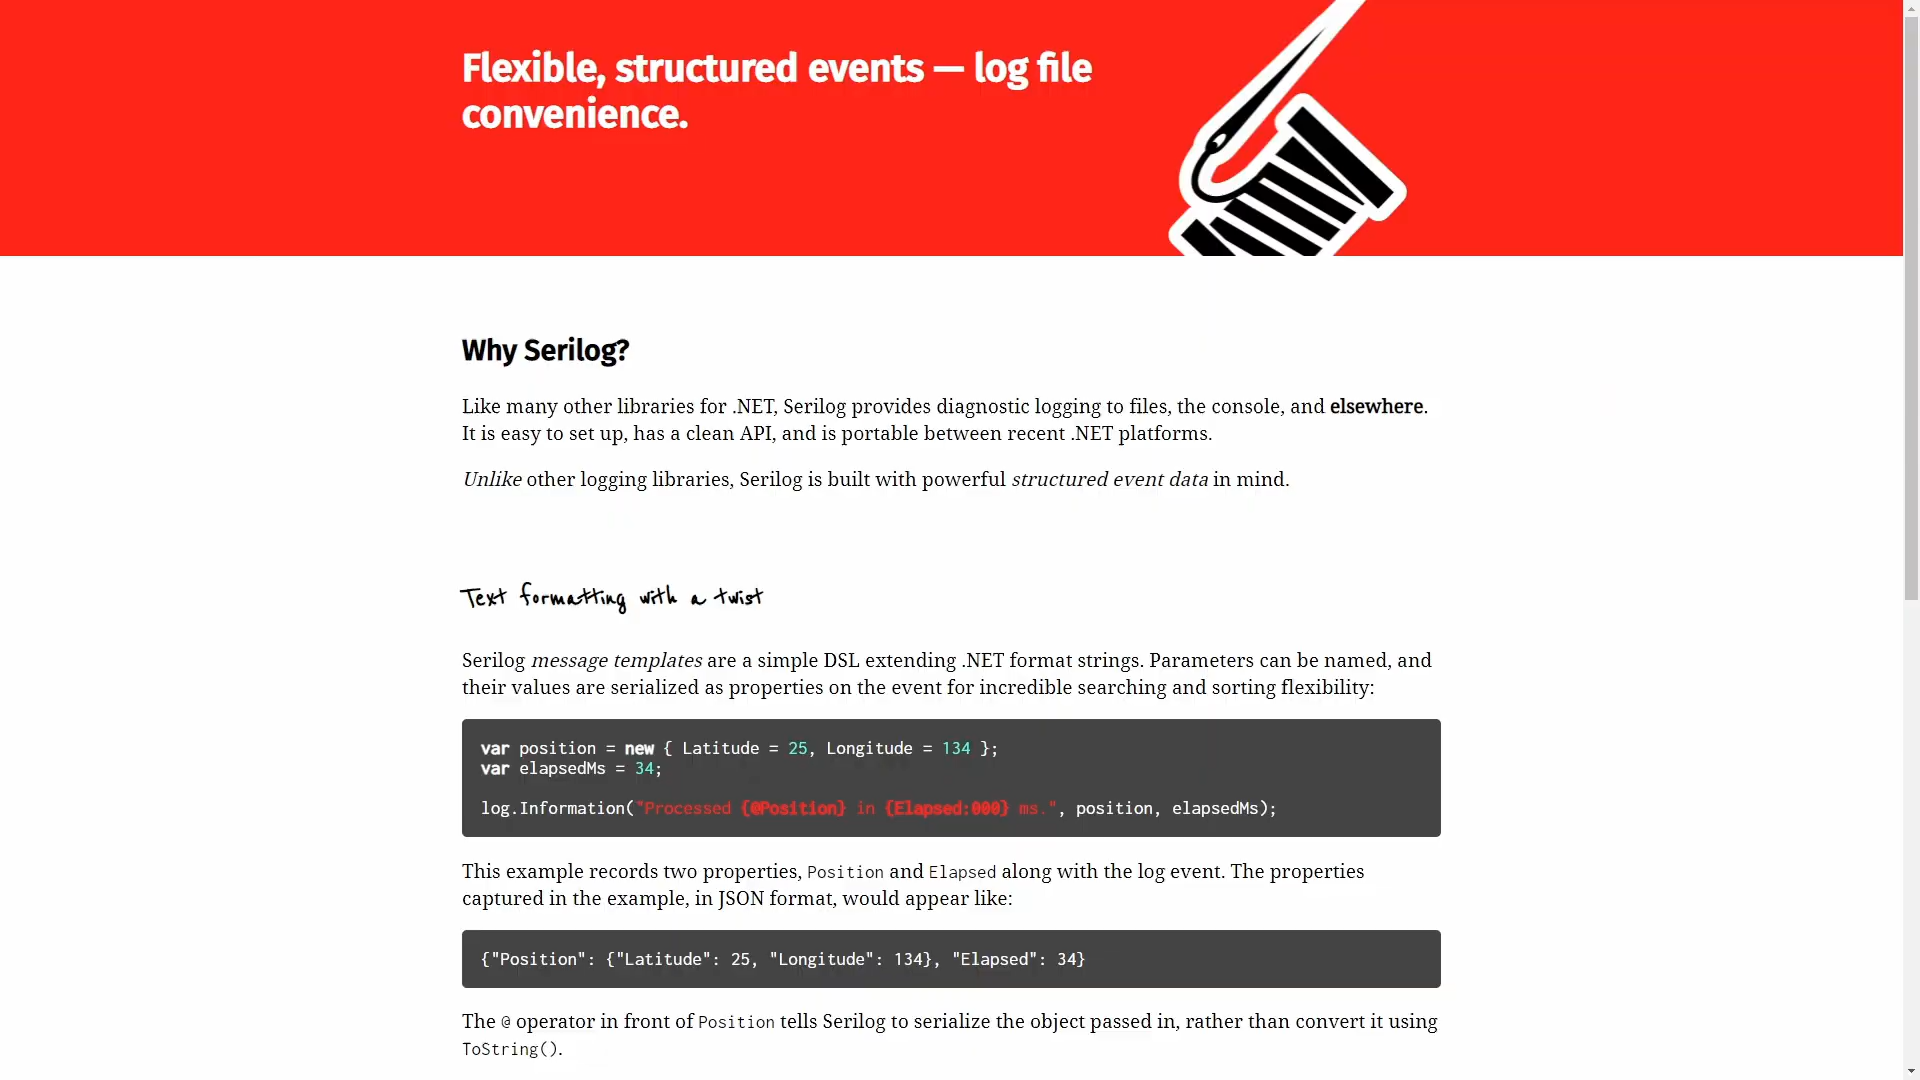 Flexible, structured events — log file
convenience.
Why Serilog?
Like many other libraries for .NET, Serilog provides diagnostic logging to files, the console, and elsewhere.
It is easy to set up, has a clean API, and is portable between recent .NET platforms.
Unlike other logging libraries, Serilog is built with powerful structured event data in mind.
Text formatting with a twist
Serilog message templates are a simple DSL extending .NET format strings. Parameters can be named, and
their values are serialized as properties on the event for incredible searching and sorting flexibility:
var position = new { Latitude = 25, Longitude = 134 };
var elapsedMs = 34;
log.Information("Processed {@Position} in {Elapsed:000} ms.", position, elapsedMs);
This example records two properties, Position and Elapsed along with the log event. The properties
captured in the example, in JSON format, would appear like:
{"Position": {"Latitude": 25, "Longitude": 134}, "Elapsed": 34}
The @ operator in front of Position tells Serilog to serialize the object passed in, rather than convert it using
ToString().